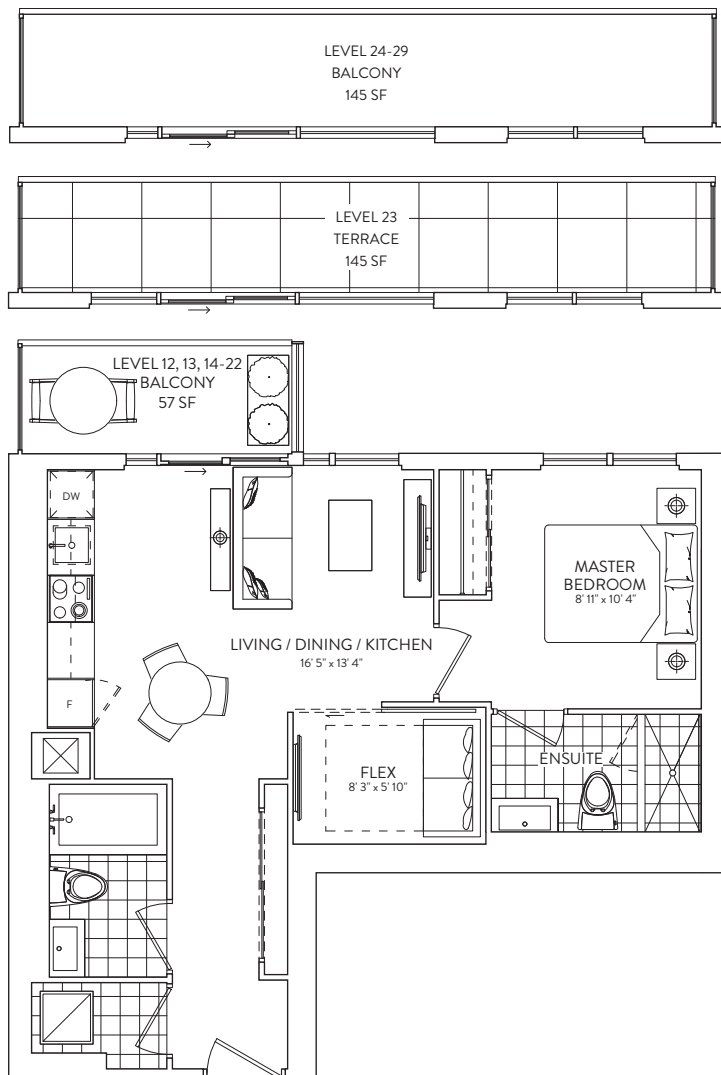 LEVEL 24-29
BALCONY
145 SF
LEVEL 23
TERRACE
145 SF
LEVEL 12, 13, 14-22
BALCONY
57 SF
DW
MASTER
BEDROOM
8' 11" x 10' 4"
LIVING / DINING / KITCHEN
16' 5" x 13' 4"
F
FLEX
8' 3" x 5' 10"
ENSUITE